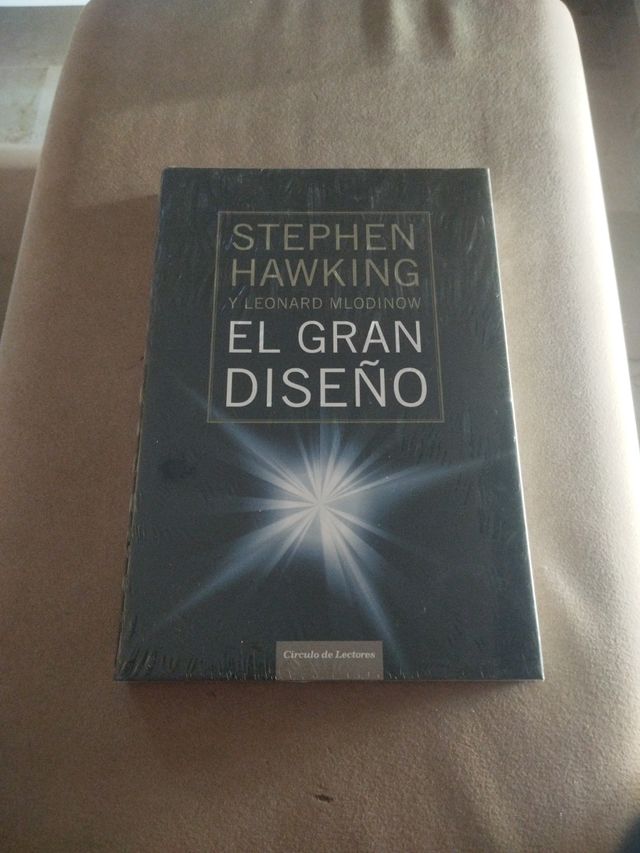 STEPHEN
HAWKING
Y LEONARD MLODINOW
EL GRAN
DISEÑO
Círculo de Lectores